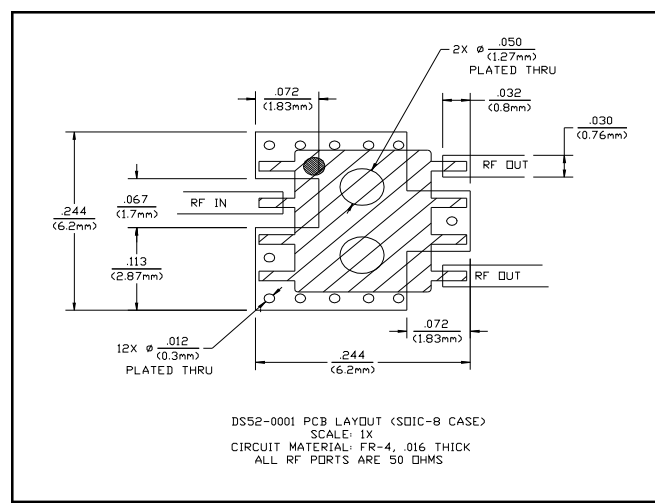 2X ⌀ .050
(1.27mm)
PLATED THRU
.072
(1.83mm)
.032
(0.8mm)
.030
(0.76mm)
RF OUT
.067
(1.7mm)
RF IN
.244
(6.2mm)
.113
(2.87mm)
RF OUT
12X ⌀ .012
(0.3mm)
PLATED THRU
.072
(1.83mm)
.244
(6.2mm)
DS52-0001 PCB LAYOUT (SOIC-8 CASE)
SCALE: 1X
CIRCUIT MATERIAL: FR-4, .016 THICK
ALL RF PORTS ARE 50 OHMS